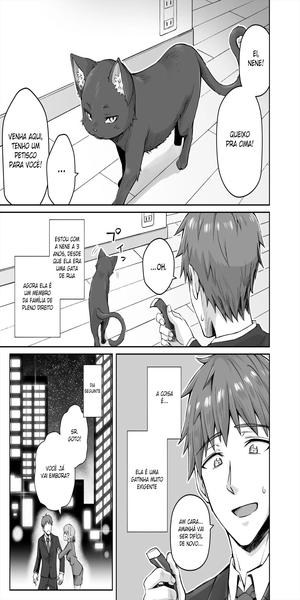 EI,
NENE!
QUEIXO
PRA CIMA!
VENHA AQUI,
TENHO UM
PETISCO
PARA VOCÊ!
...
...OH.
ESTOU COM
A NENE A 3
ANOS, DESDE
QUE ELA ERA
UMA GATA
DE RUA
AGORA ELA É
UM MEMBRO
DA FAMÍLIA
DE PLENO DIREITO
A COISA
É...
ELA É UMA
GATINHA MUITO
EXIGENTE
AM CARA...
AMANHÃ
VAI SER
DIFÍCIL
DE NOVO...
DIA
SEGUINTE
SR.
GOTO!
VOCÊ JÁ
VAI EMBORA?